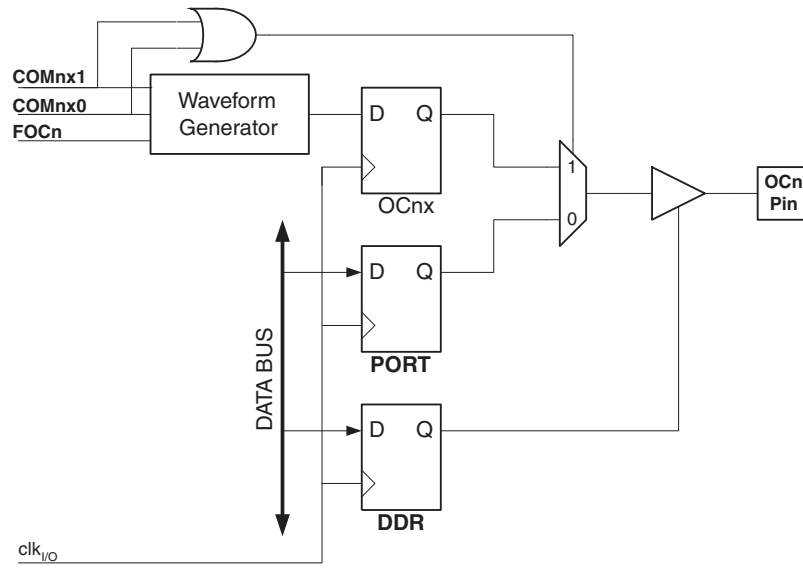 COMnx1
COMnx0
FOCn
Waveform
Generator
D Q
OCnx
1
0
OCn
Pin
D Q
PORT
DATA BUS
D Q
DDR
clkI/O